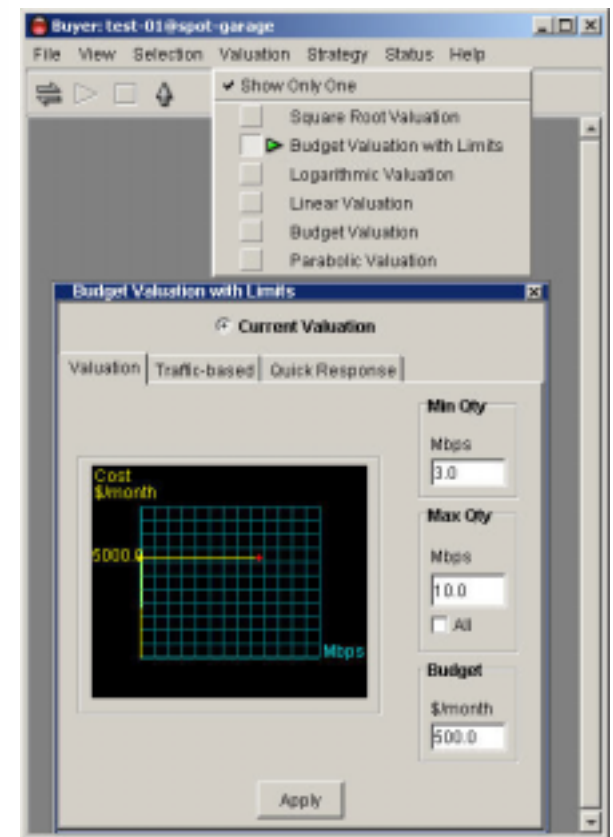 Buyer: test-01@spot-garage
File View Selection Valuation Strategy Status Help
Show Only One
Square Root Valuation
Budget Valuation with Limits
Logarithmic Valuation
Linear Valuation
Budget Valuation
Parabolic Valuation
Budget Valuation with Limits
Current Valuation
Valuation Traffic-based Quick Response
Min Qty
Mbps
3.0
Max Qty
Mbps
10.0
All
Budget
$/month
500.0
Cost
$/month
5000.0
Mbps
Apply